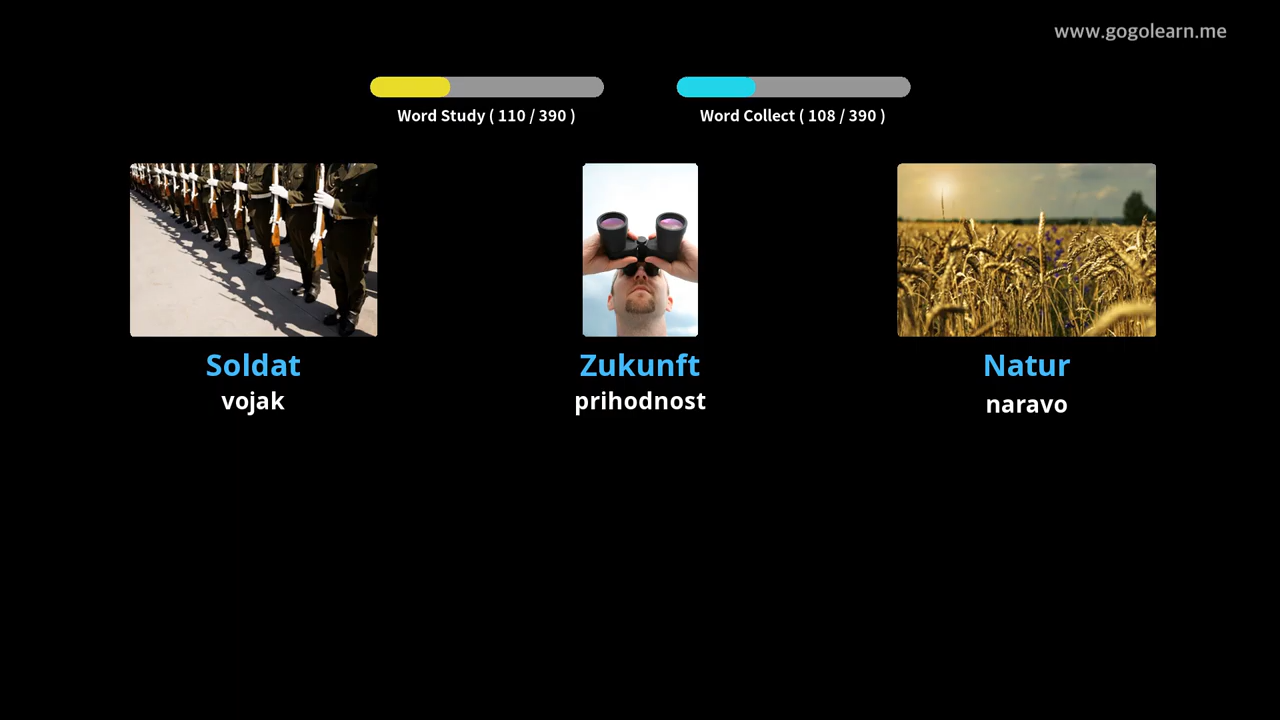 www.gogolearn.me
Word Study ( 110 / 390 )
Word Collect ( 108 / 390 )
Soldat
vojak
Zukunft
prihodnost
Natur
naravo